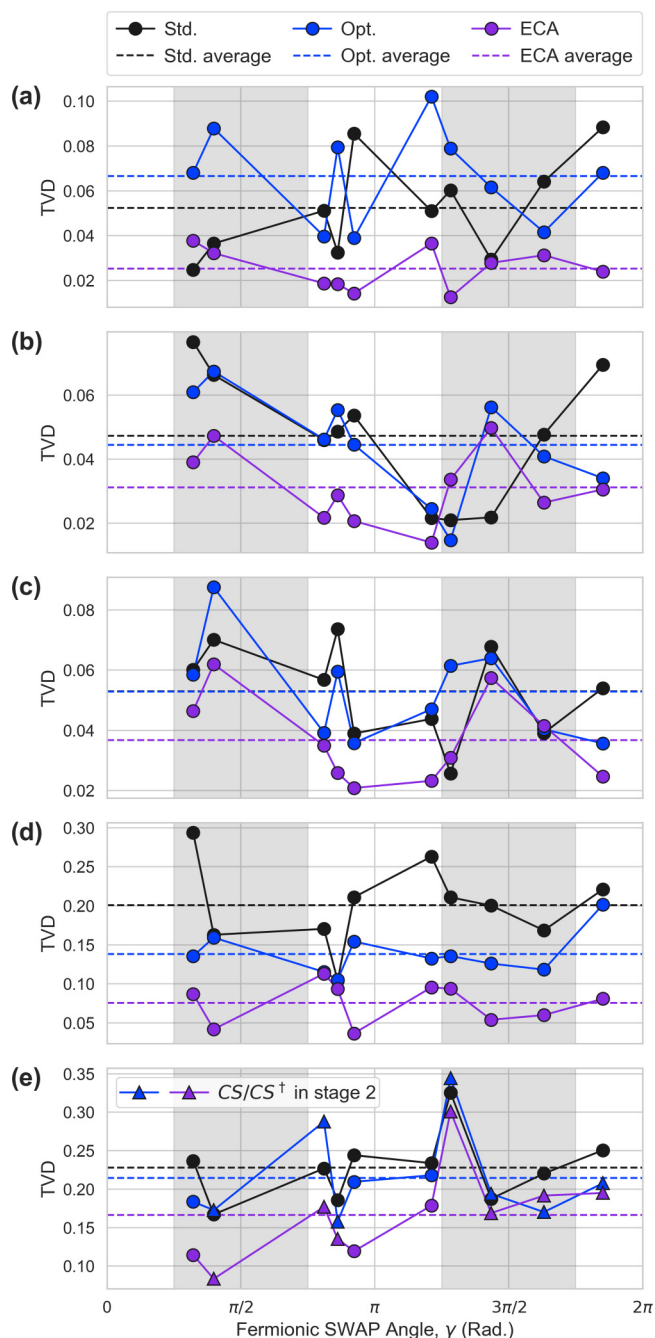 Std. Opt. ECA
Std. average Opt. average ECA average
(a)
0.10
0.08
0.06
0.04
0.02
TVD
(b)
0.06
0.04
0.02
TVD
(c)
0.08
0.06
0.04
0.02
TVD
(d)
0.30
0.25
0.20
0.15
0.10
0.05
TVD
(e)
CS/CS† in stage 2
0.35
0.30
0.25
0.20
0.15
0.10
TVD
0 π/2 π 3π/2 2π
Fermionic SWAP Angle, γ (Rad.)